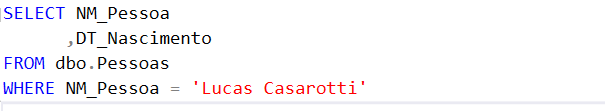 SELECT NM_Pessoa
,DT_Nascimento
FROM dbo.Pessoas
WHERE NM_Pessoa = 'Lucas Casarotti'